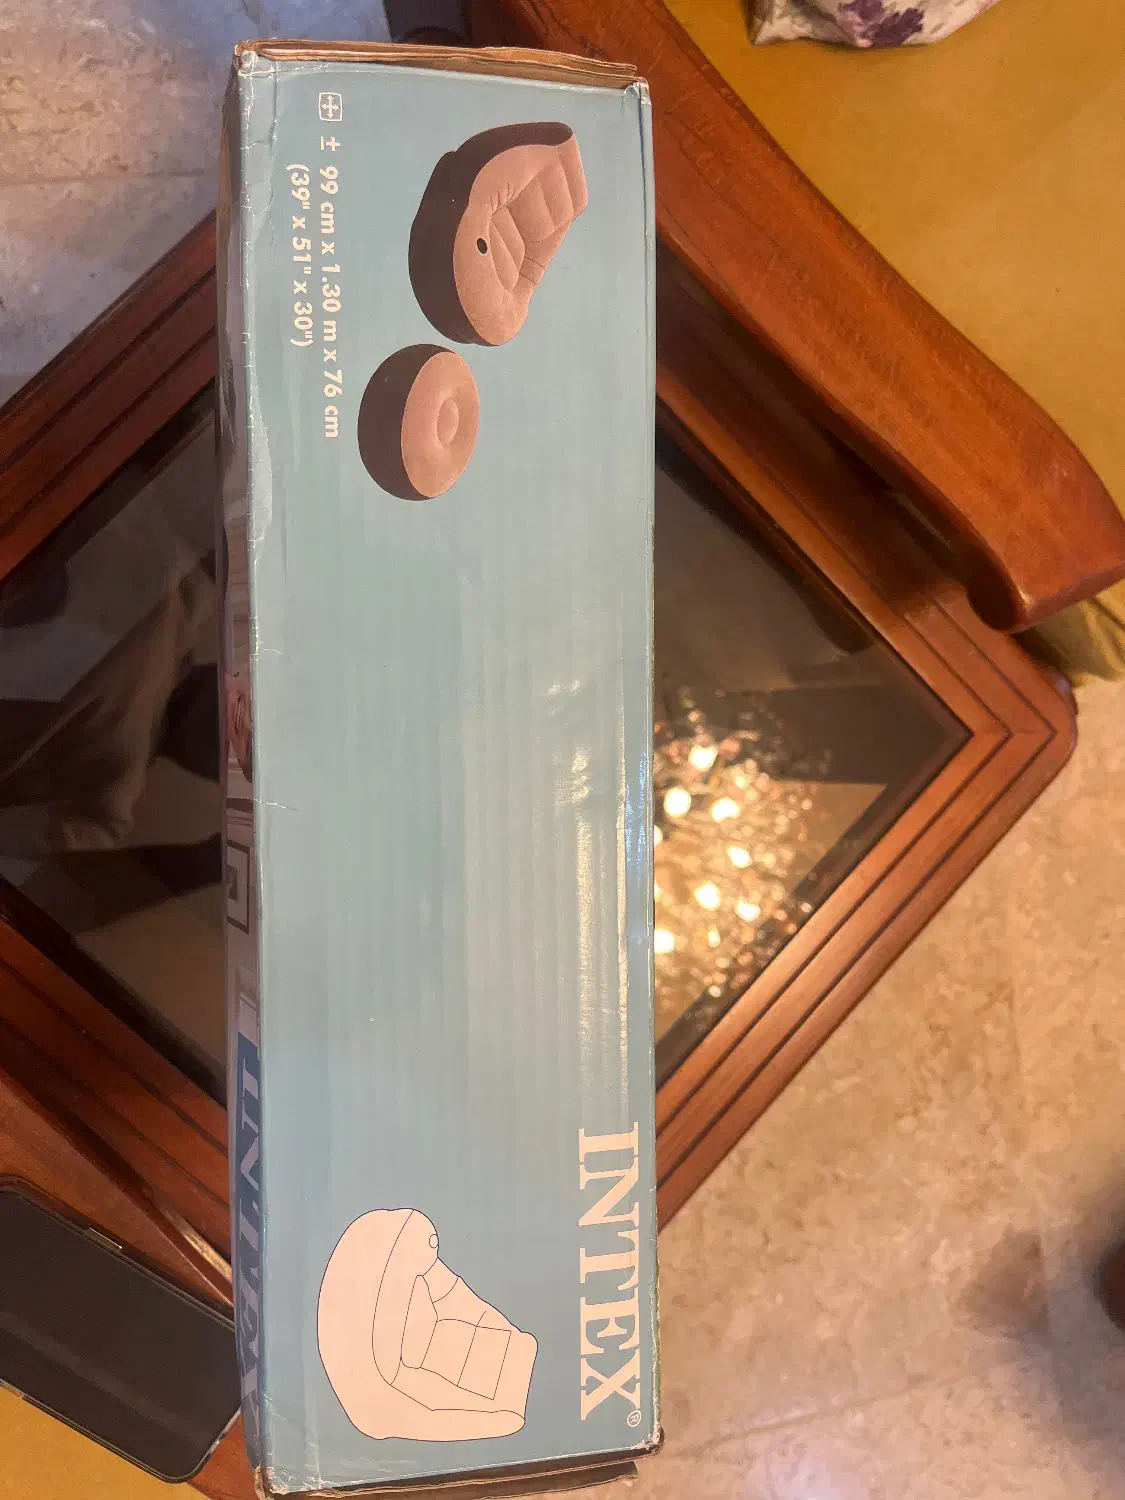 ± 99 cm x 1.30 m x 76 cm
(39" x 51" x 30")
INTEX®
INTEX